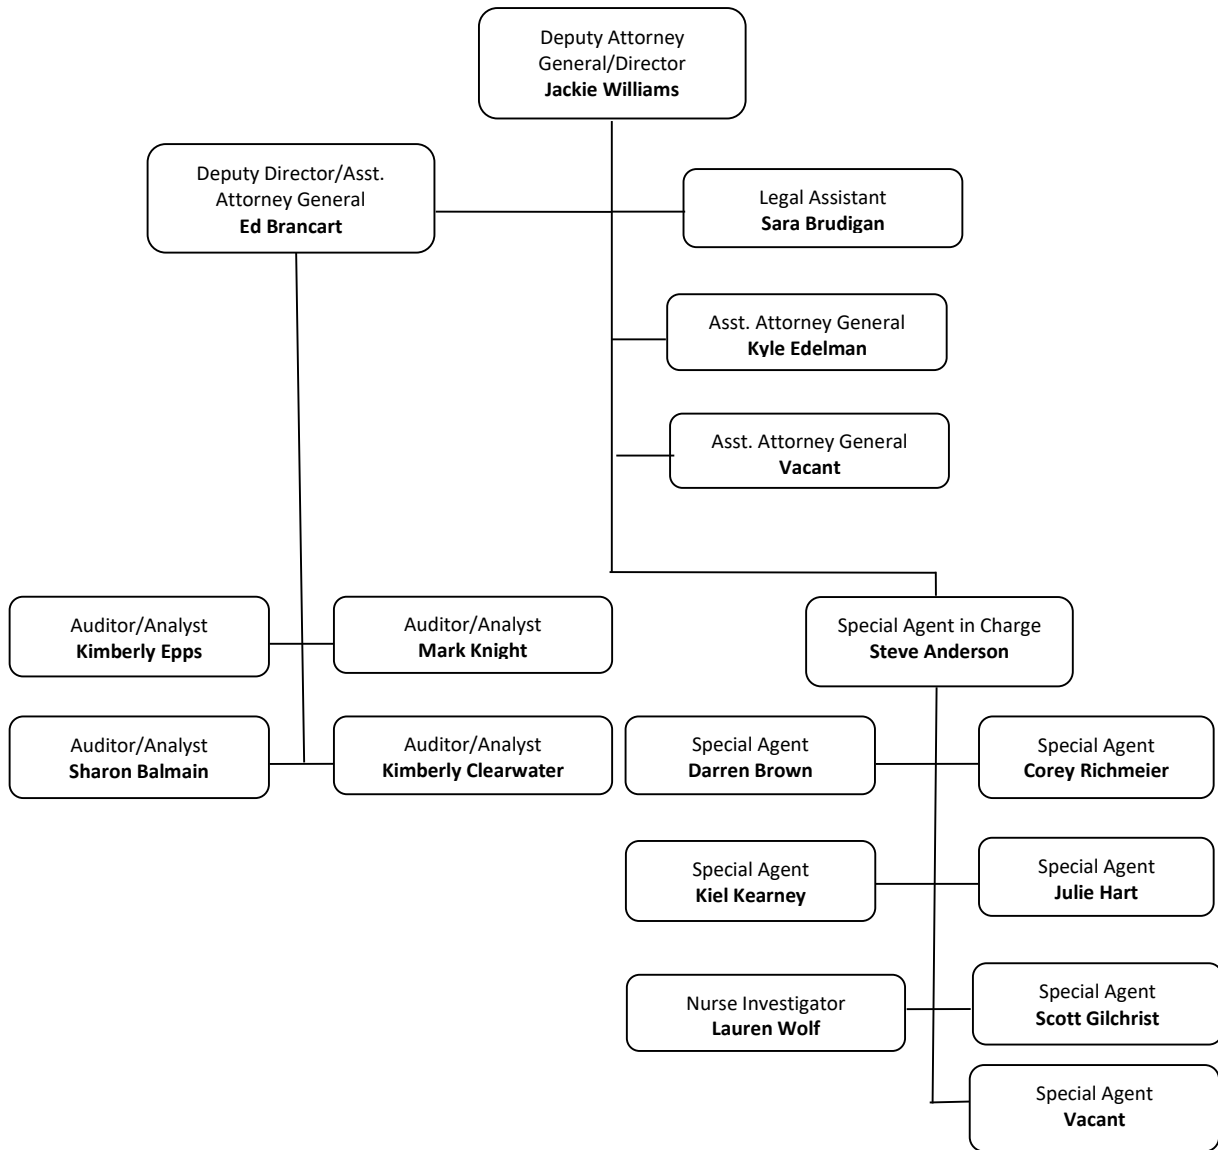 Deputy Attorney
General/Director
Jackie Williams
Deputy Director/Asst.
Attorney General
Ed Brancart
Legal Assistant
Sara Brudigan
Asst. Attorney General
Kyle Edelman
Asst. Attorney General
Vacant
Auditor/Analyst
Kimberly Epps
Auditor/Analyst
Mark Knight
Special Agent in Charge
Steve Anderson
Auditor/Analyst
Sharon Balmain
Auditor/Analyst
Kimberly Clearwater
Special Agent
Darren Brown
Special Agent
Corey Richmeier
Special Agent
Kiel Kearney
Special Agent
Julie Hart
Nurse Investigator
Lauren Wolf
Special Agent
Scott Gilchrist
Special Agent
Vacant